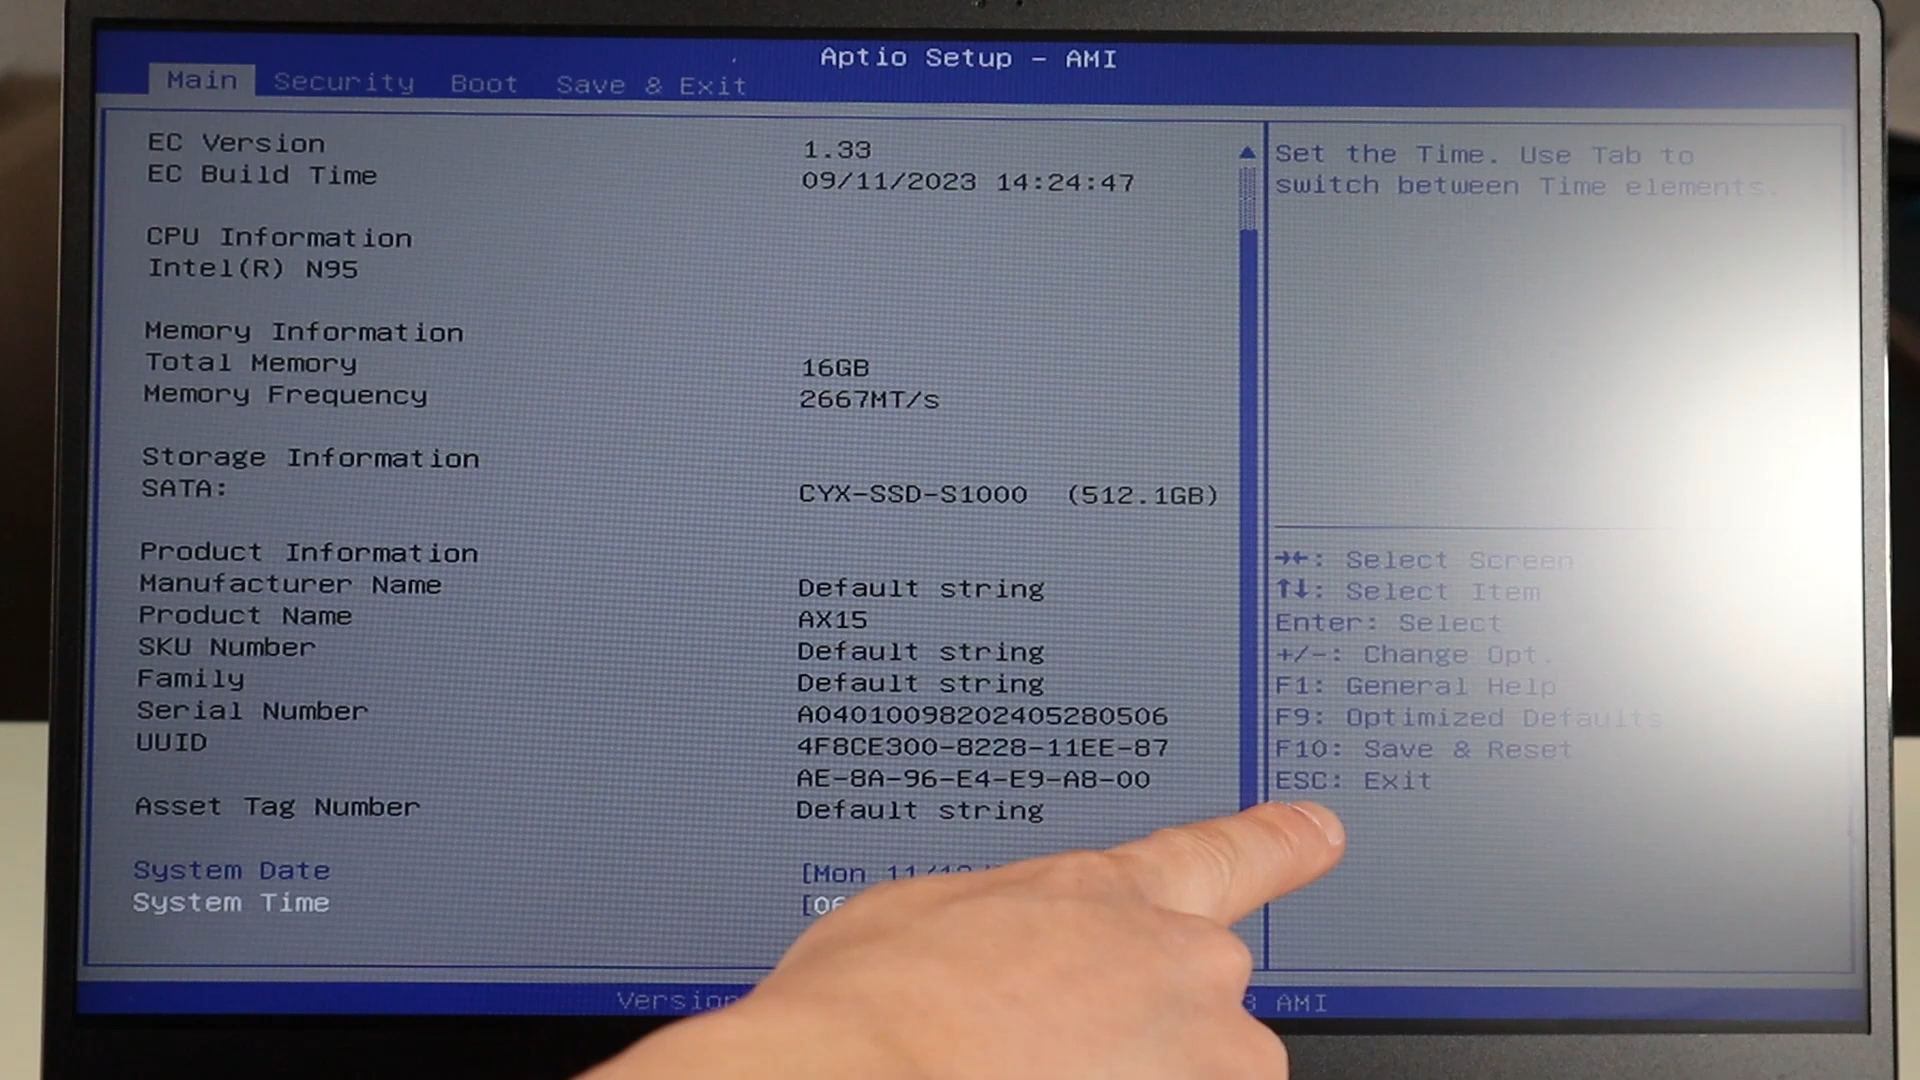 Aptio Setup - AMI
Main Security Boot Save & Exit
EC Version 1.33
EC Build Time 09/11/2023 14:24:47
CPU Information
Intel(R) N95
Memory Information
Total Memory 16GB
Memory Frequency 2667MT/s
Storage Information
SATA: CYX-SSD-S1000 (512.1GB)
Product Information
Manufacturer Name Default string
Product Name AX15
SKU Number Default string
Family Default string
Serial Number A04010098202405280506
UUID 4F8CE300-8228-11EE-87
AE-8A-96-E4-E9-A8-00
Asset Tag Number Default string
System Date [Mon 11/
System Time [06
Set the Time. Use Tab to
switch between Time elements.
→←: Select Screen
↑↓: Select Item
Enter: Select
+/-: Change Opt.
F1: General Help
F9: Optimized Defaults
F10: Save & Reset
ESC: Exit
Version
3 AMI